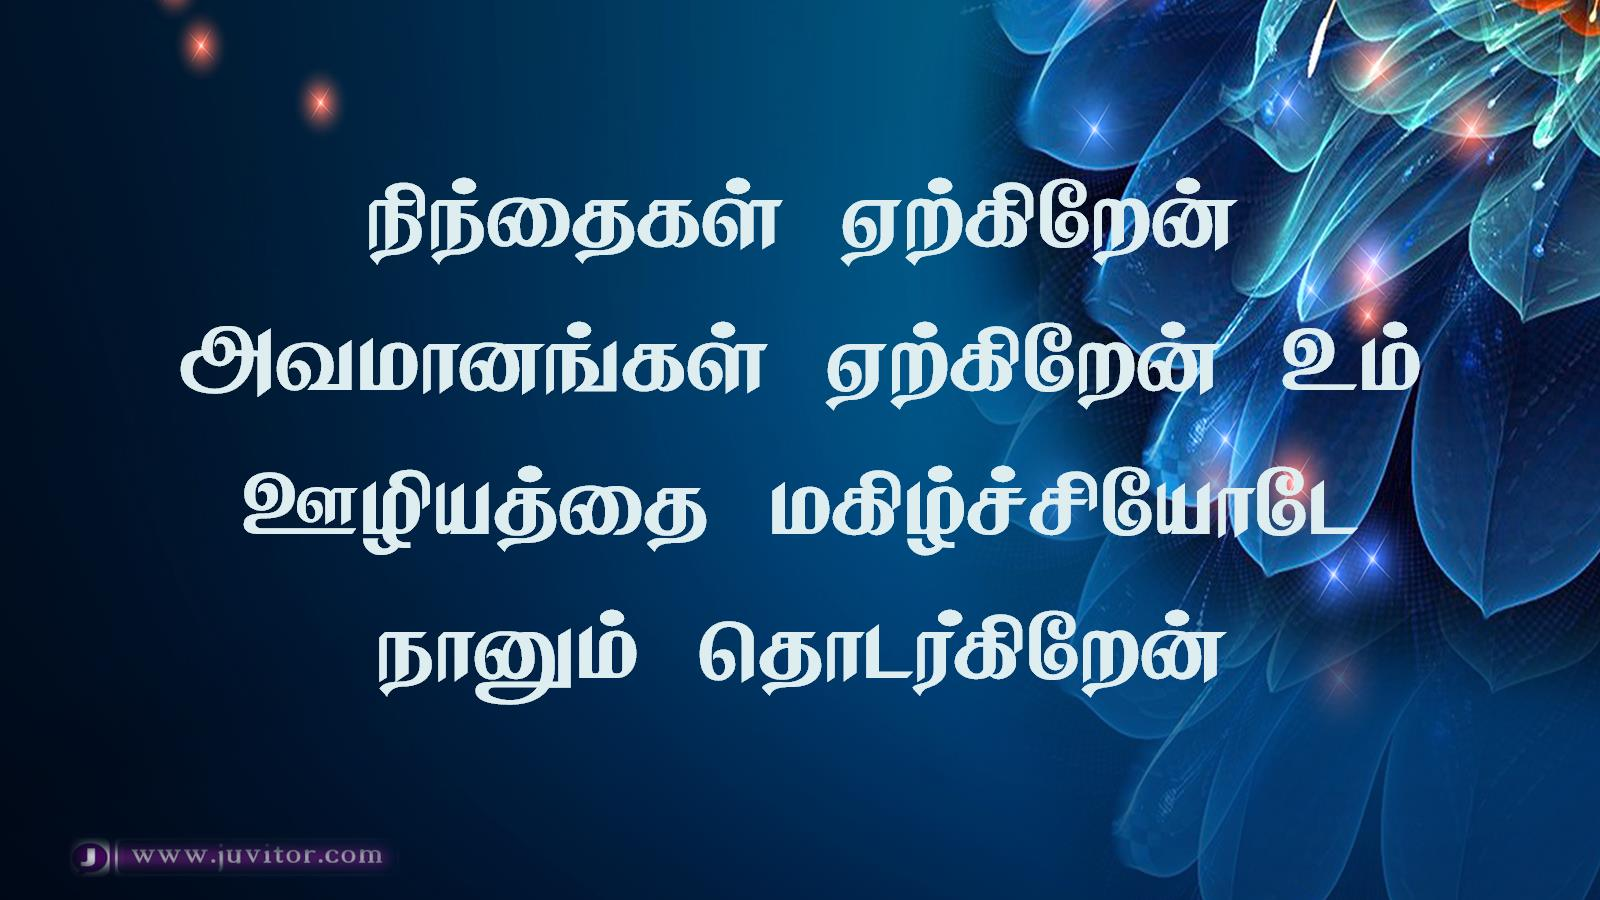 நிந்தைகள் ஏற்கிறேன்
அவமானங்கள் ஏற்கிறேன் உம்
ஊழியத்தை மகிழ்ச்சியோடே
நானும் தொடர்கிறேன்
J www.juvitor.com